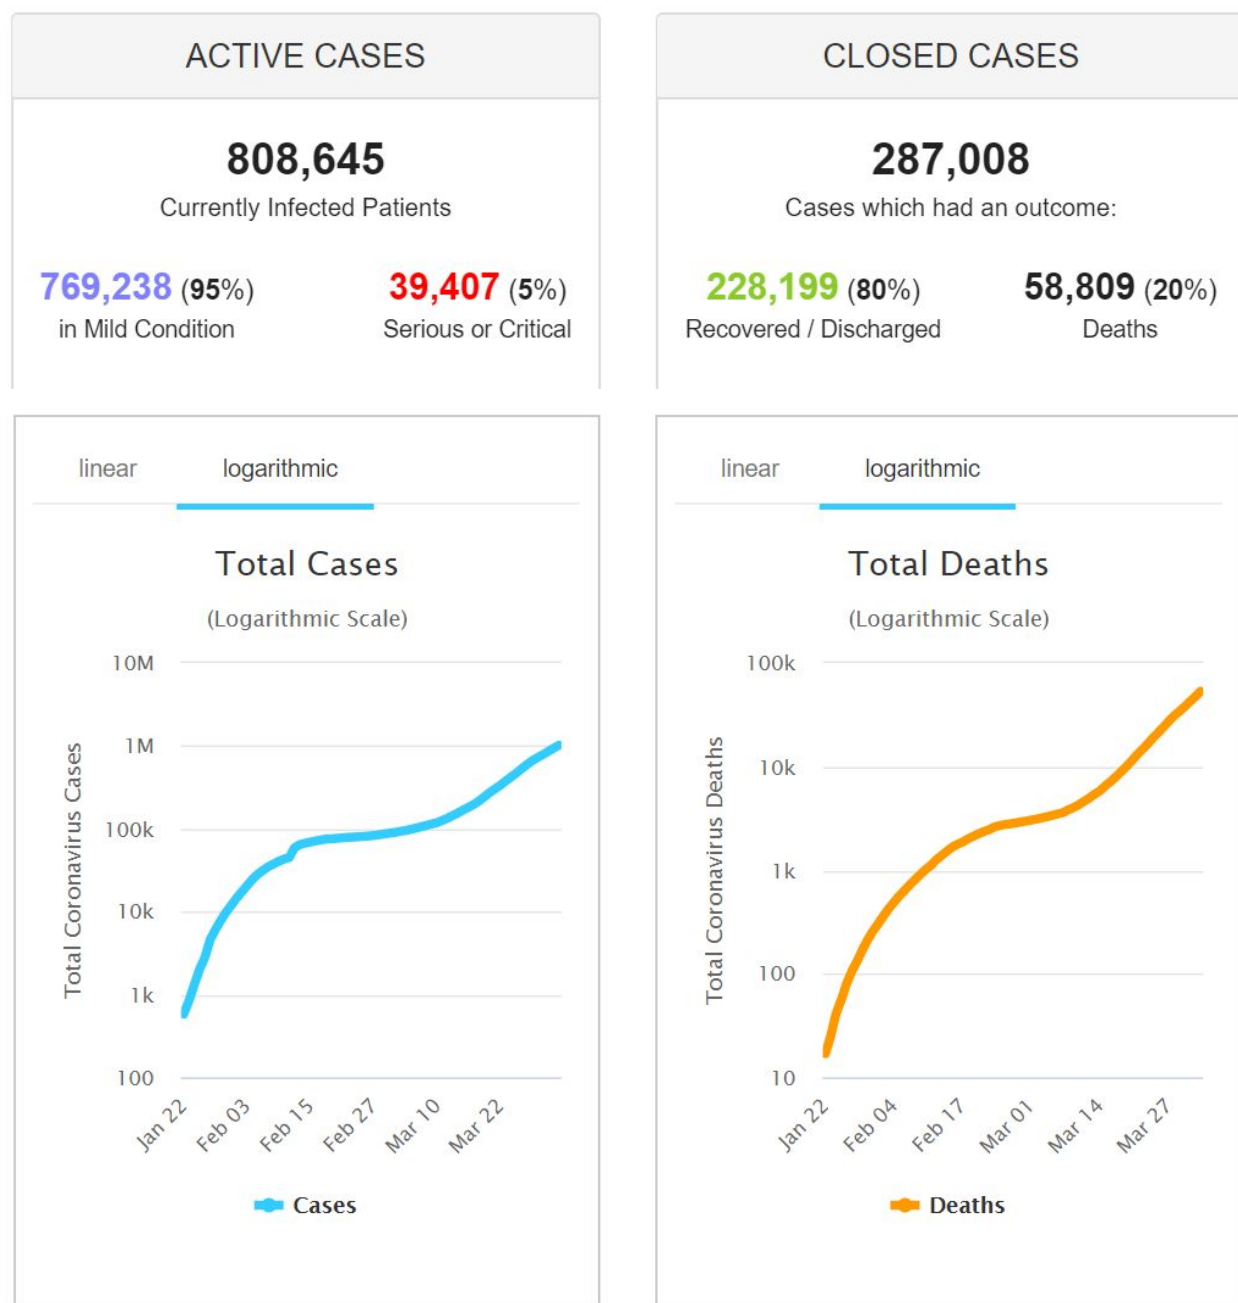 ACTIVE CASES
808,645
Currently Infected Patients
769,238 (95%)
in Mild Condition
39,407 (5%)
Serious or Critical
CLOSED CASES
287,008
Cases which had an outcome:
228,199 (80%)
Recovered / Discharged
58,809 (20%)
Deaths
linear logarithmic
Total Cases
(Logarithmic Scale)
Total Coronavirus Cases
10M
1M
100k
10k
1k
100
Jan 22 Feb 03 Feb 15 Feb 27 Mar 10 Mar 22
Cases
linear logarithmic
Total Deaths
(Logarithmic Scale)
Total Coronavirus Deaths
100k
10k
1k
100
10
Jan 22 Feb 04 Feb 17 Mar 01 Mar 14 Mar 27
Deaths